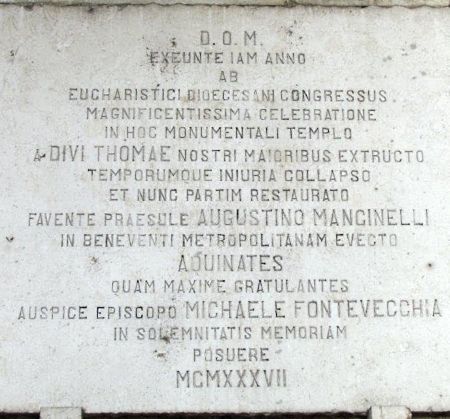 D.O.M.
EXEUNTE IAM ANNO
AB
EUCHARISTICI DIOECESANI CONGRESSUS
MAGNIFICENTISSIMA CELEBRATIONE
IN HOC MONUMENTALI TEMPLO
A DIVI THOMAE NOSTRI MAIORIBUS EXTRUCTO
TEMPORUMQUE INIURIA COLLAPSO
ET NUNC PARTIM RESTAURATO
FAVENTE PRAESULE AUGUSTINO MANCINELLI
IN BENEVENTI METROPOLITANAM EVECTO
AQUINATES
QUAM MAXIME GRATULANTES
AUSPICE EPISCOPO MICHAELE FONTEVECCHIA
IN SOLEMNITATIS MEMORIAM
POSUERE
MCMXXXVII